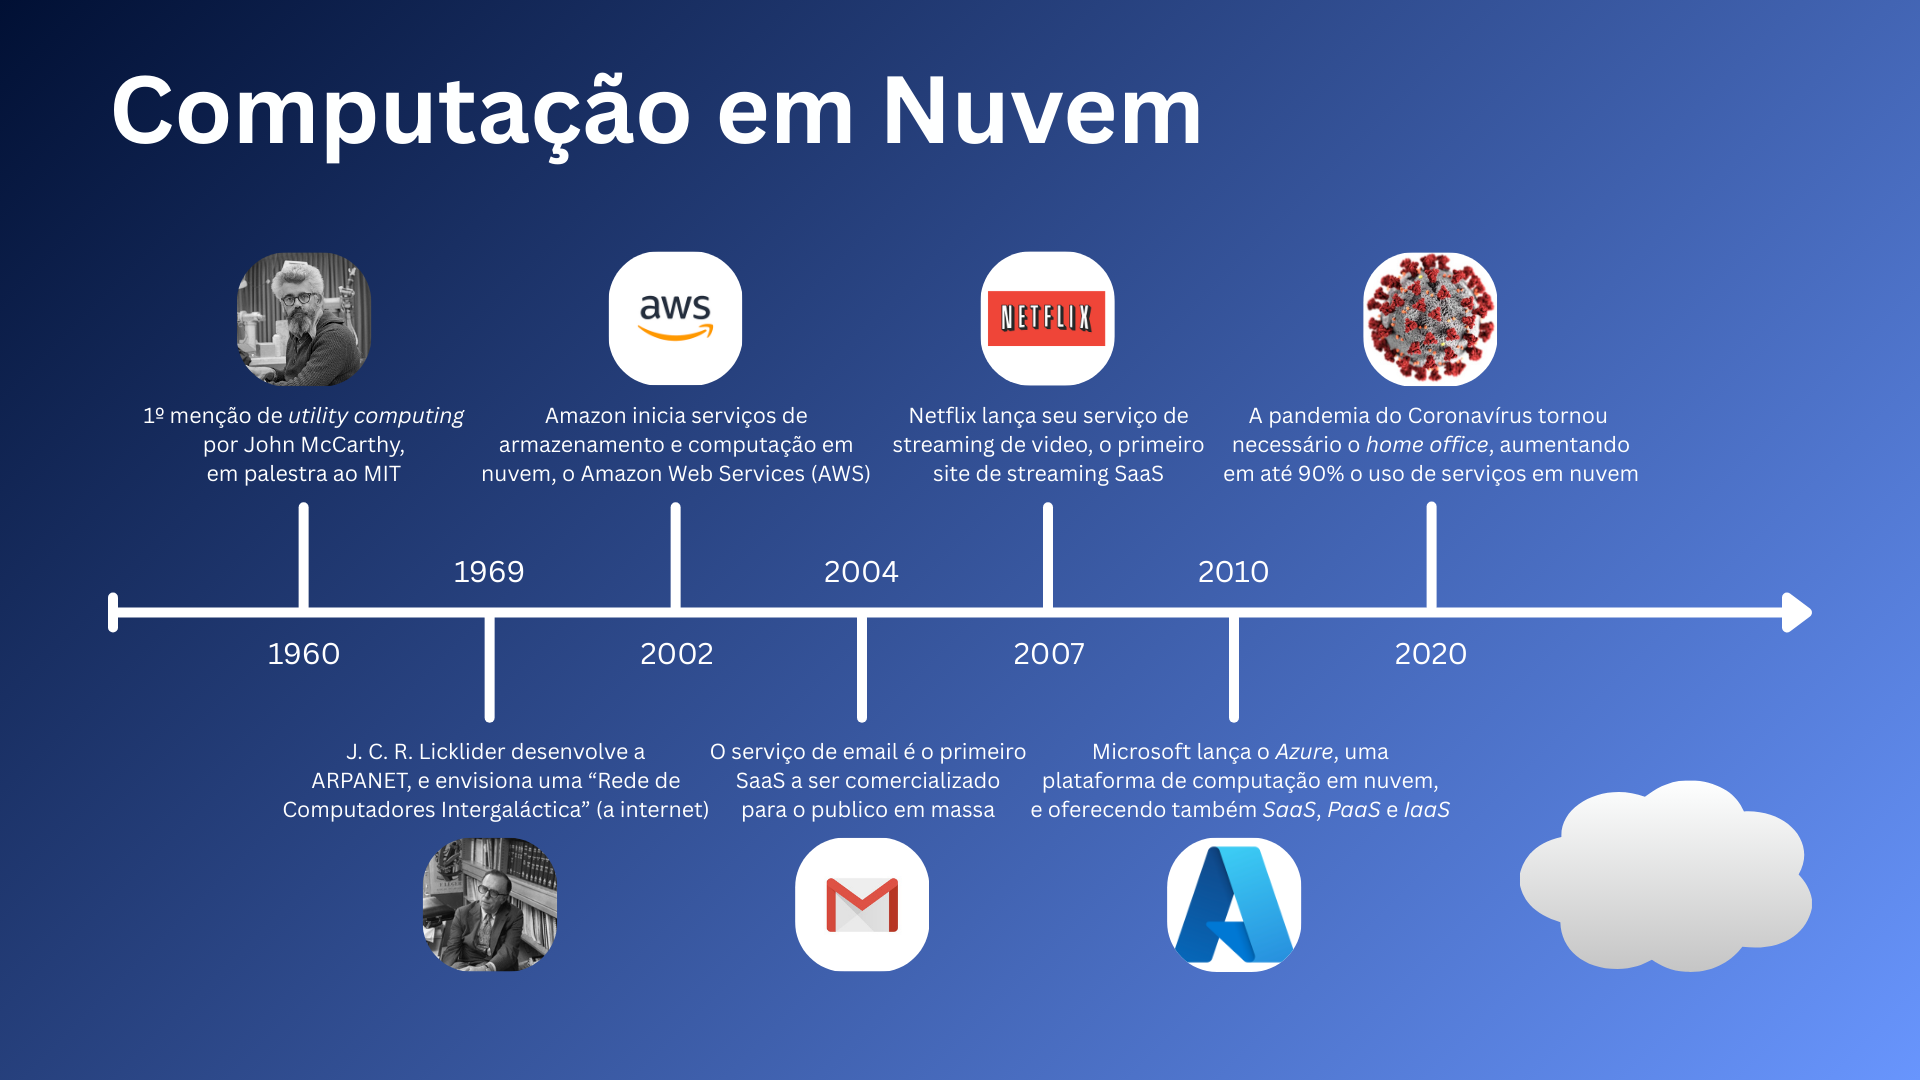 Computação em Nuvem
aws
NETFLIX
1º menção de utility computing
por John McCarthy,
em palestra ao MIT
Amazon inicia serviços de
armazenamento e computação em
nuvem, o Amazon Web Services (AWS)
Netflix lança seu serviço de
streaming de video, o primeiro
site de streaming SaaS
A pandemia do Coronavírus tornou
necessário o home office, aumentando
em até 90% o uso de serviços em nuvem
1969
2004
2010
1960
2002
2007
2020
J. C. R. Licklider desenvolve a
ARPANET, e envisiona uma “Rede de
Computadores Intergaláctica” (a internet)
O serviço de email é o primeiro
SaaS a ser comercializado
para o publico em massa
Microsoft lança o Azure, uma
plataforma de computação em nuvem,
e oferecendo também SaaS, PaaS e IaaS